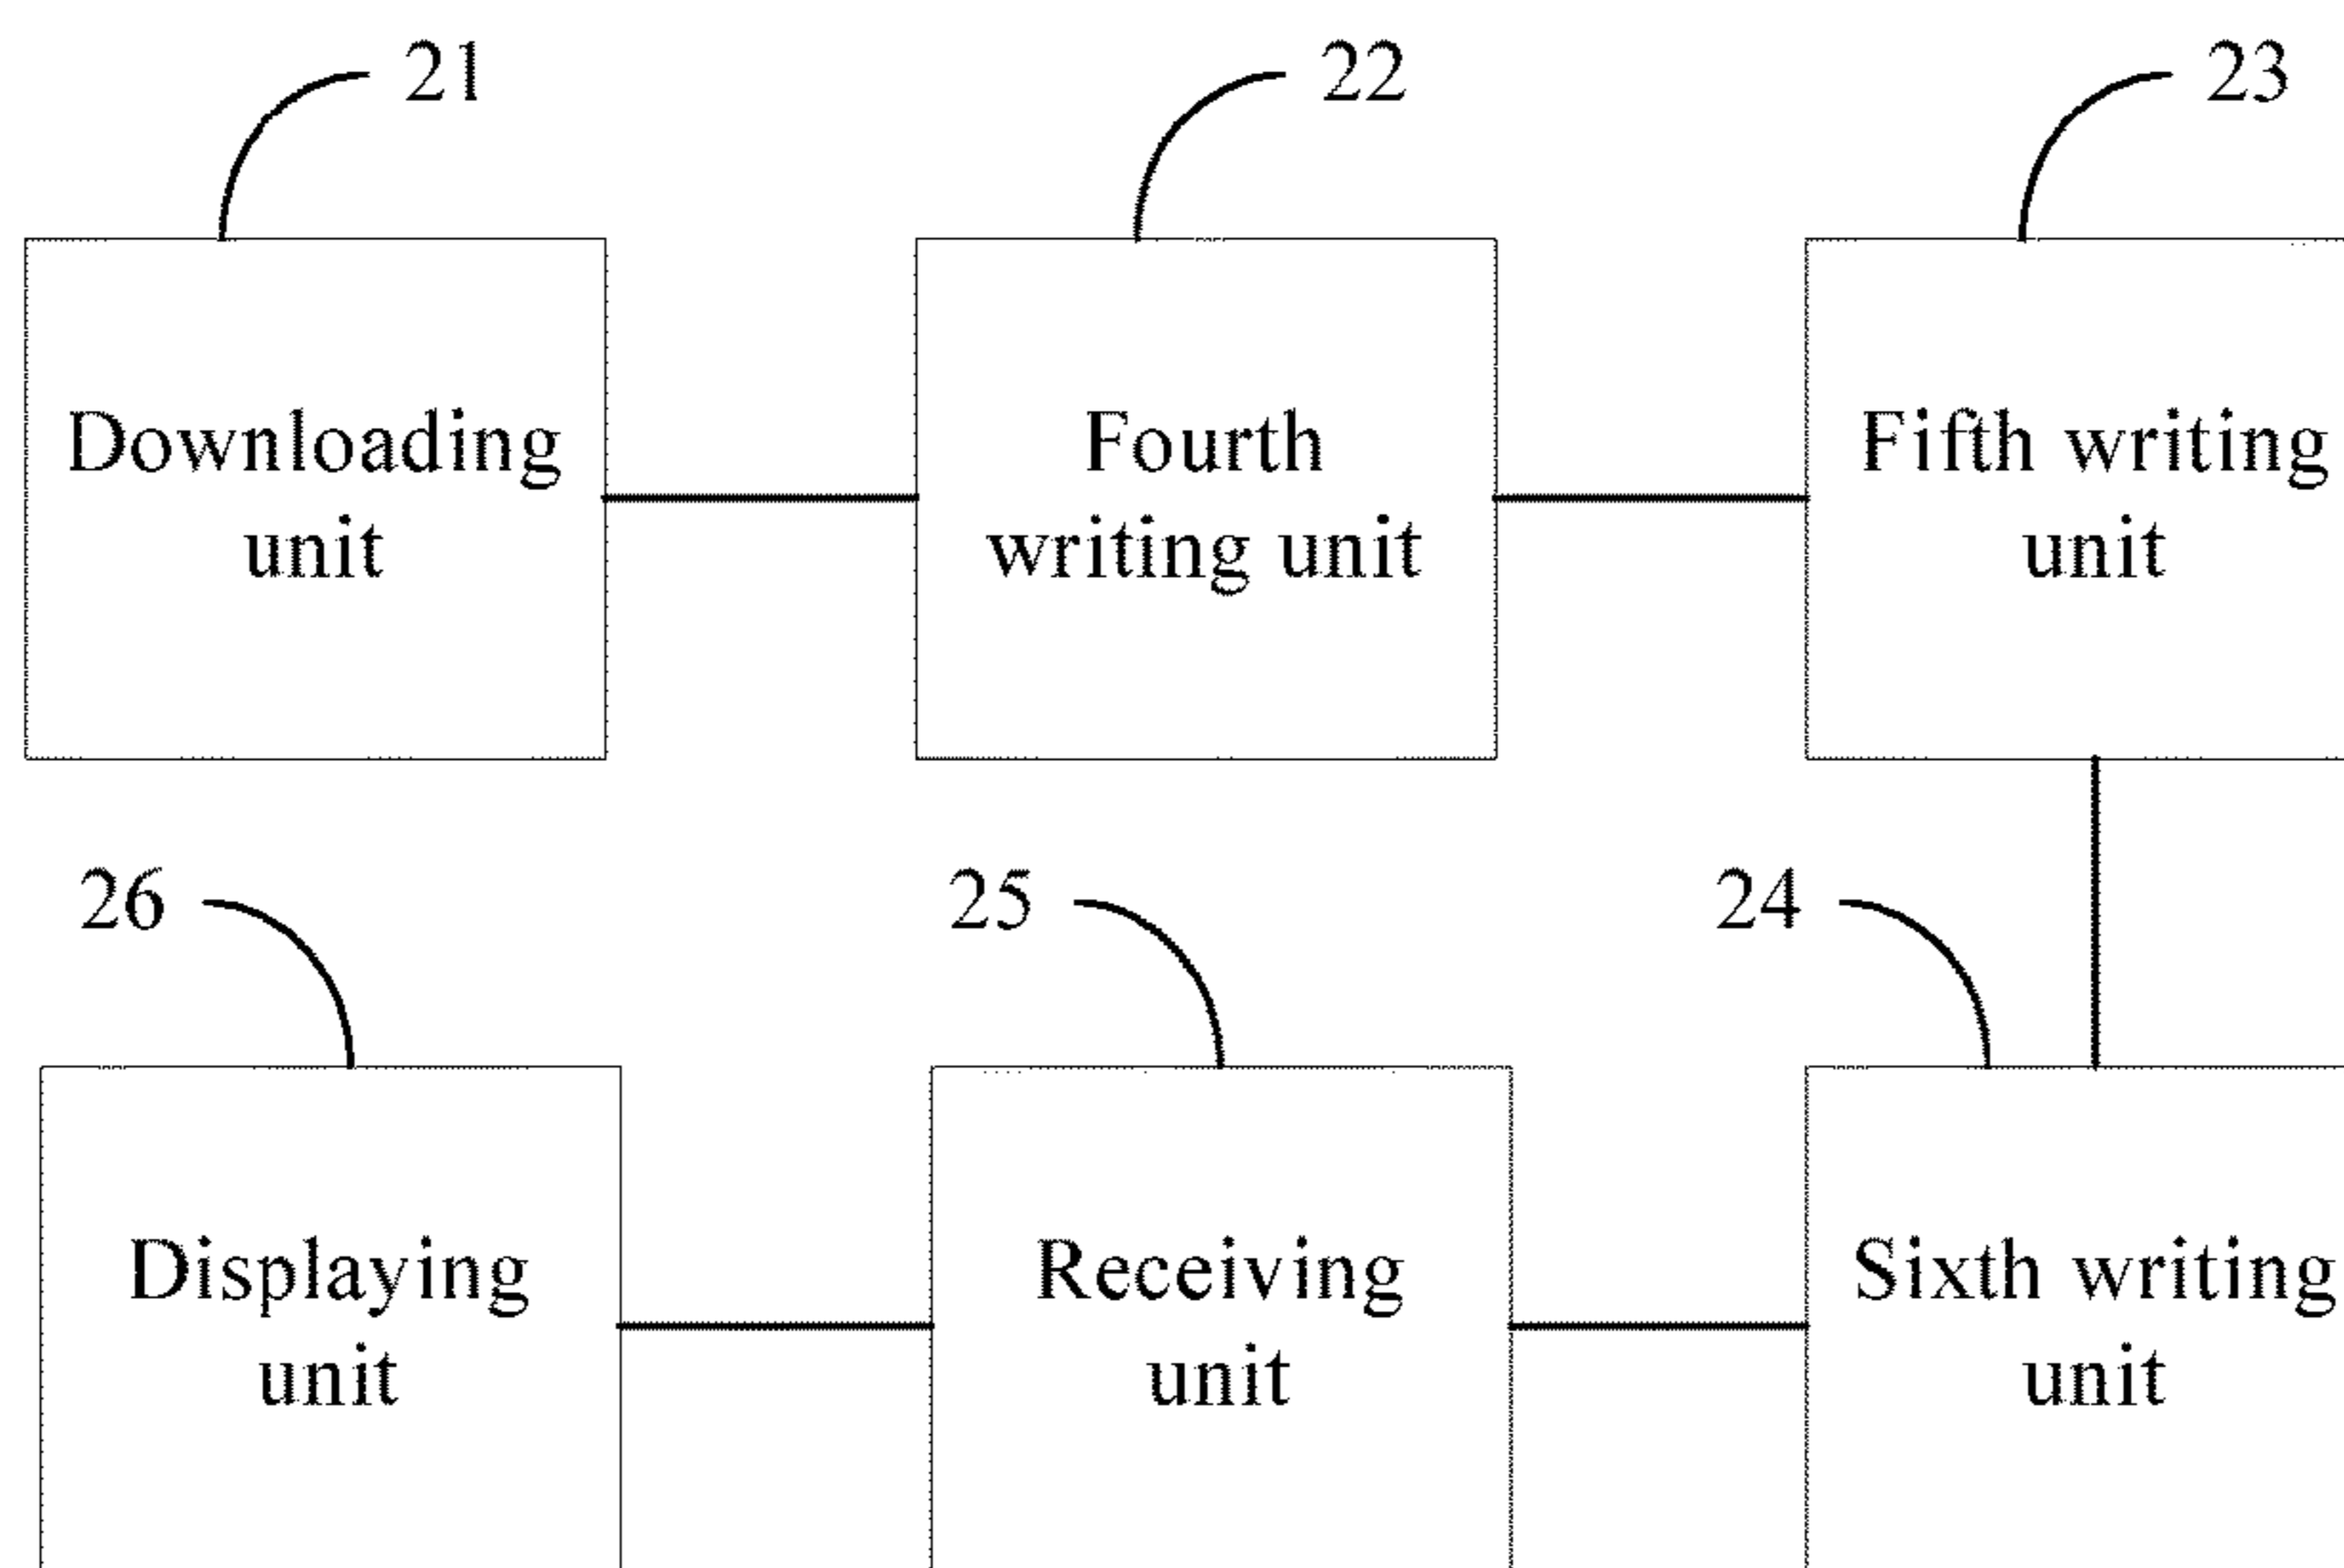 21
22
23
Downloading
unit
Fourth
writing unit
Fifth writing
unit
26
25
24
Displaying
unit
Receiving
unit
Sixth writing
unit